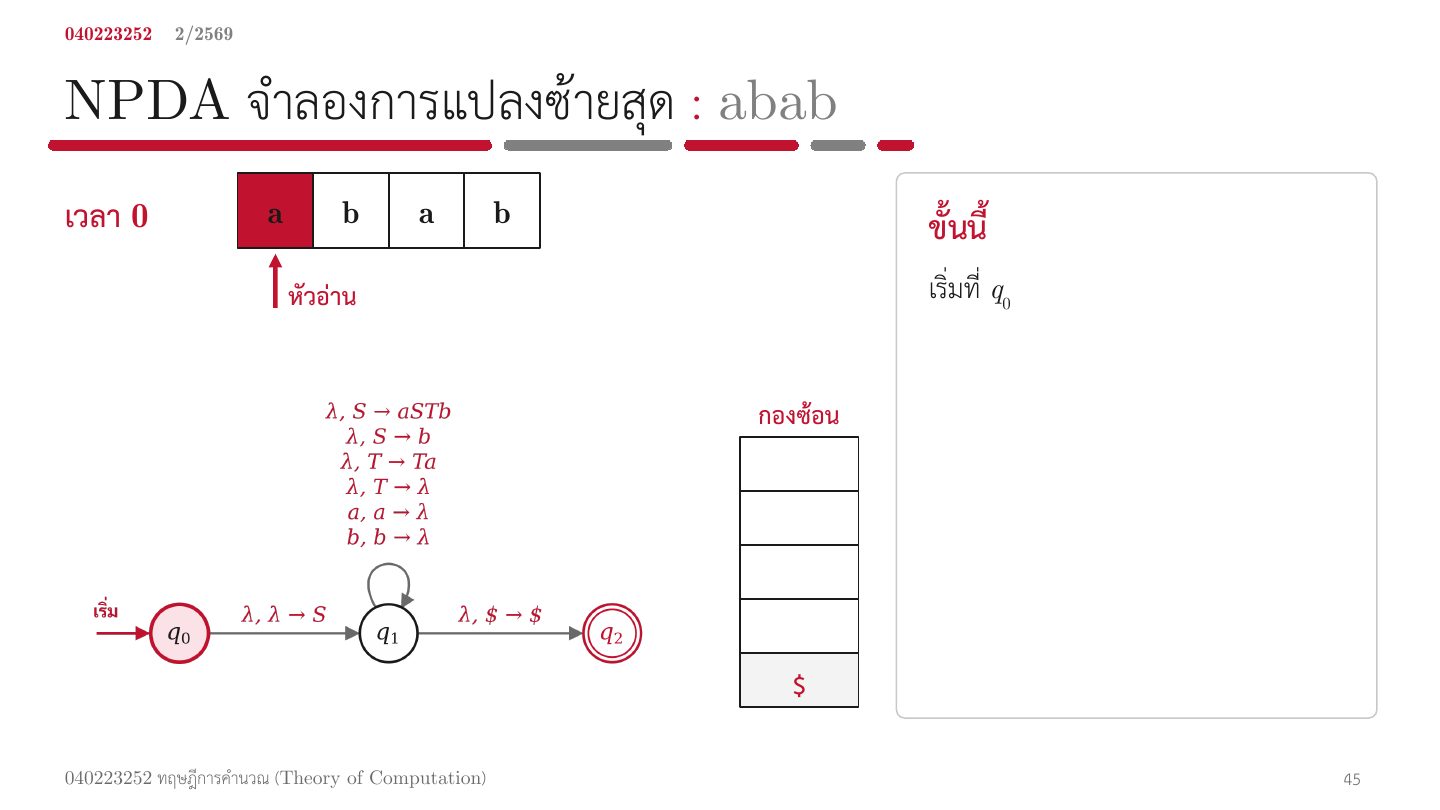 040223252 2/2569
NPDA จำลองการแปลงซ้ายสุด : abab
เวลา 0
a b a b
หัวอ่าน
ขั้นนี้
เริ่มที่ q₀
λ, S → aSTb
λ, S → b
λ, T → Ta
λ, T → λ
a, a → λ
b, b → λ
กองซ้อน
$
เริ่ม
q₀
λ, λ → S
q₁
λ, $ → $
q₂
040223252 ทฤษฎีการคำนวณ (Theory of Computation)
45